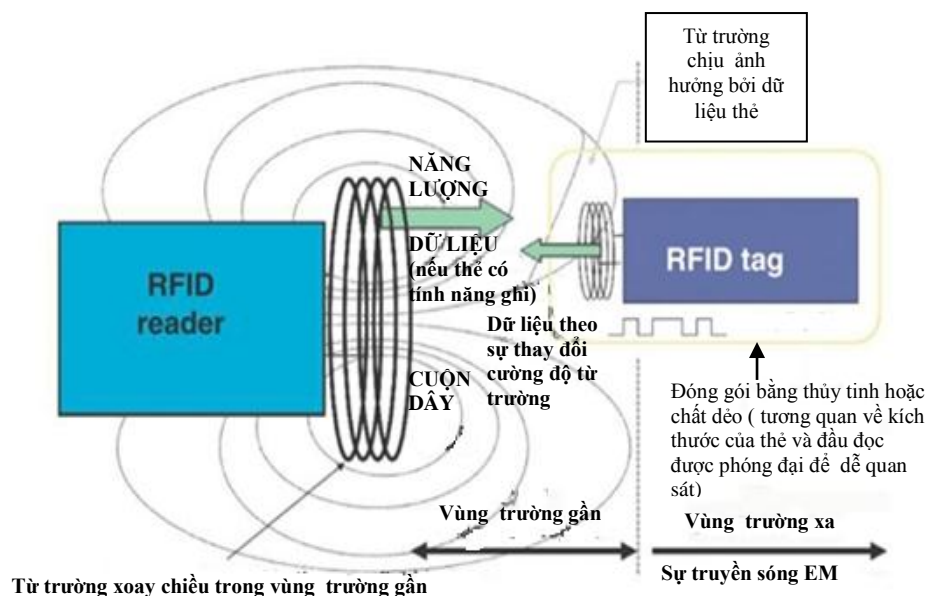 Từ trường
chịu ảnh
hưởng bởi dữ
liệu thẻ
NĂNG
LƯỢNG
DỮ LIỆU
(nếu thẻ có
tính năng ghi)
RFID
reader
RFID tag
Dữ liệu theo
sự thay đổi
cường độ từ
trường
CUỘN
DÂY
Đóng gói bằng thủy tinh hoặc
chất dẻo ( tương quan về kích
thước của thẻ và đầu đọc
được phóng đại để dễ quan
sát)
Vùng trường gần
Vùng trường xa
Sự truyền sóng EM
Từ trường xoay chiều trong vùng trường gần